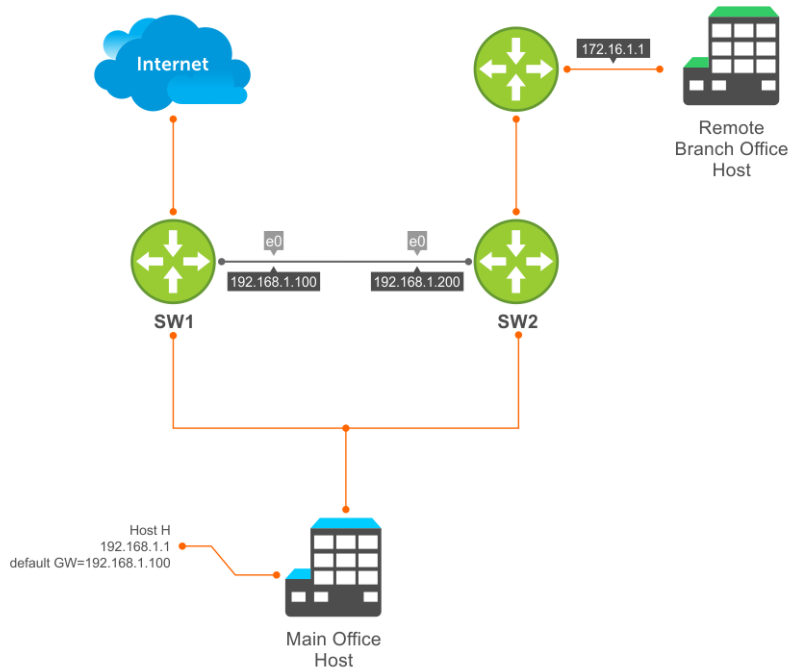 Internet
172.16.1.1
Remote
Branch Office
Host
e0
e0
192.168.1.100
192.168.1.200
SW1
SW2
Host H
192.168.1.1
default GW=192.168.1.100
Main Office
Host